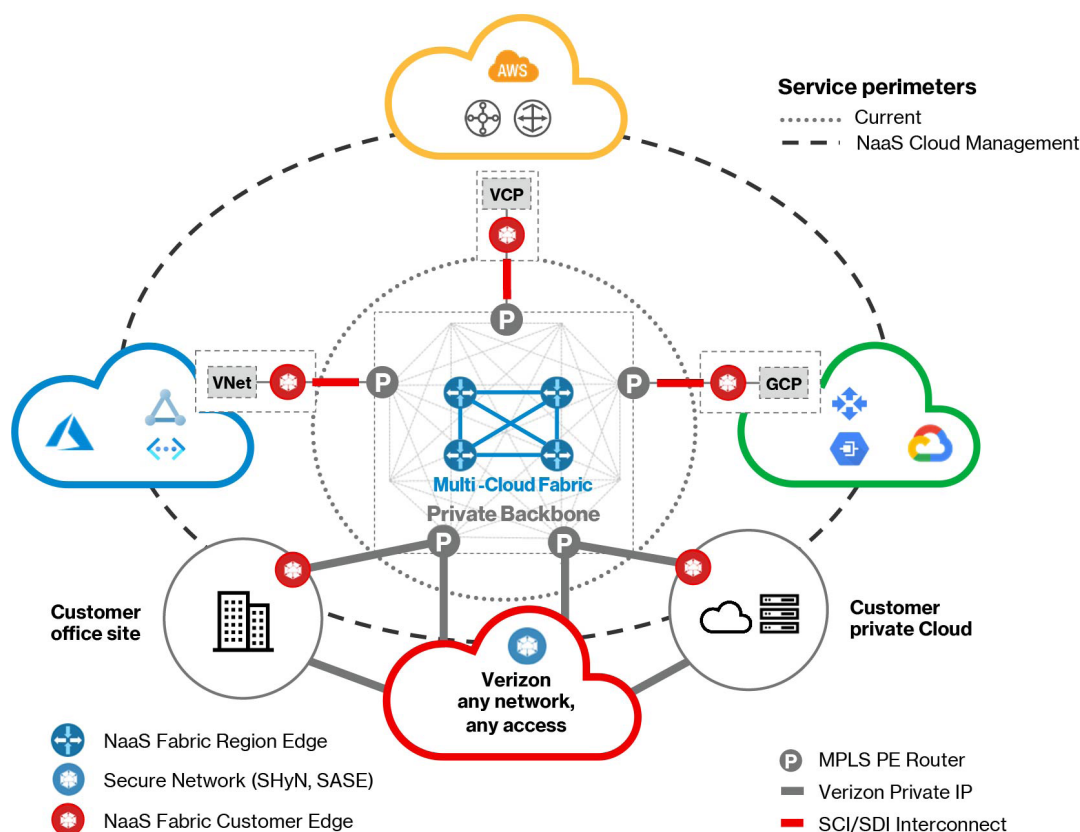 AWS
Service perimeters
Current
NaaS Cloud Management
VCP
P
VNet
P
P
GCP
Multi-Cloud Fabric
Private Backbone
P
P
Customer
office site
Customer
private Cloud
Verizon
any network,
any access
NaaS Fabric Region Edge
Secure Network (SHyN, SASE)
NaaS Fabric Customer Edge
P MPLS PE Router
Verizon Private IP
SCI/SDI Interconnect